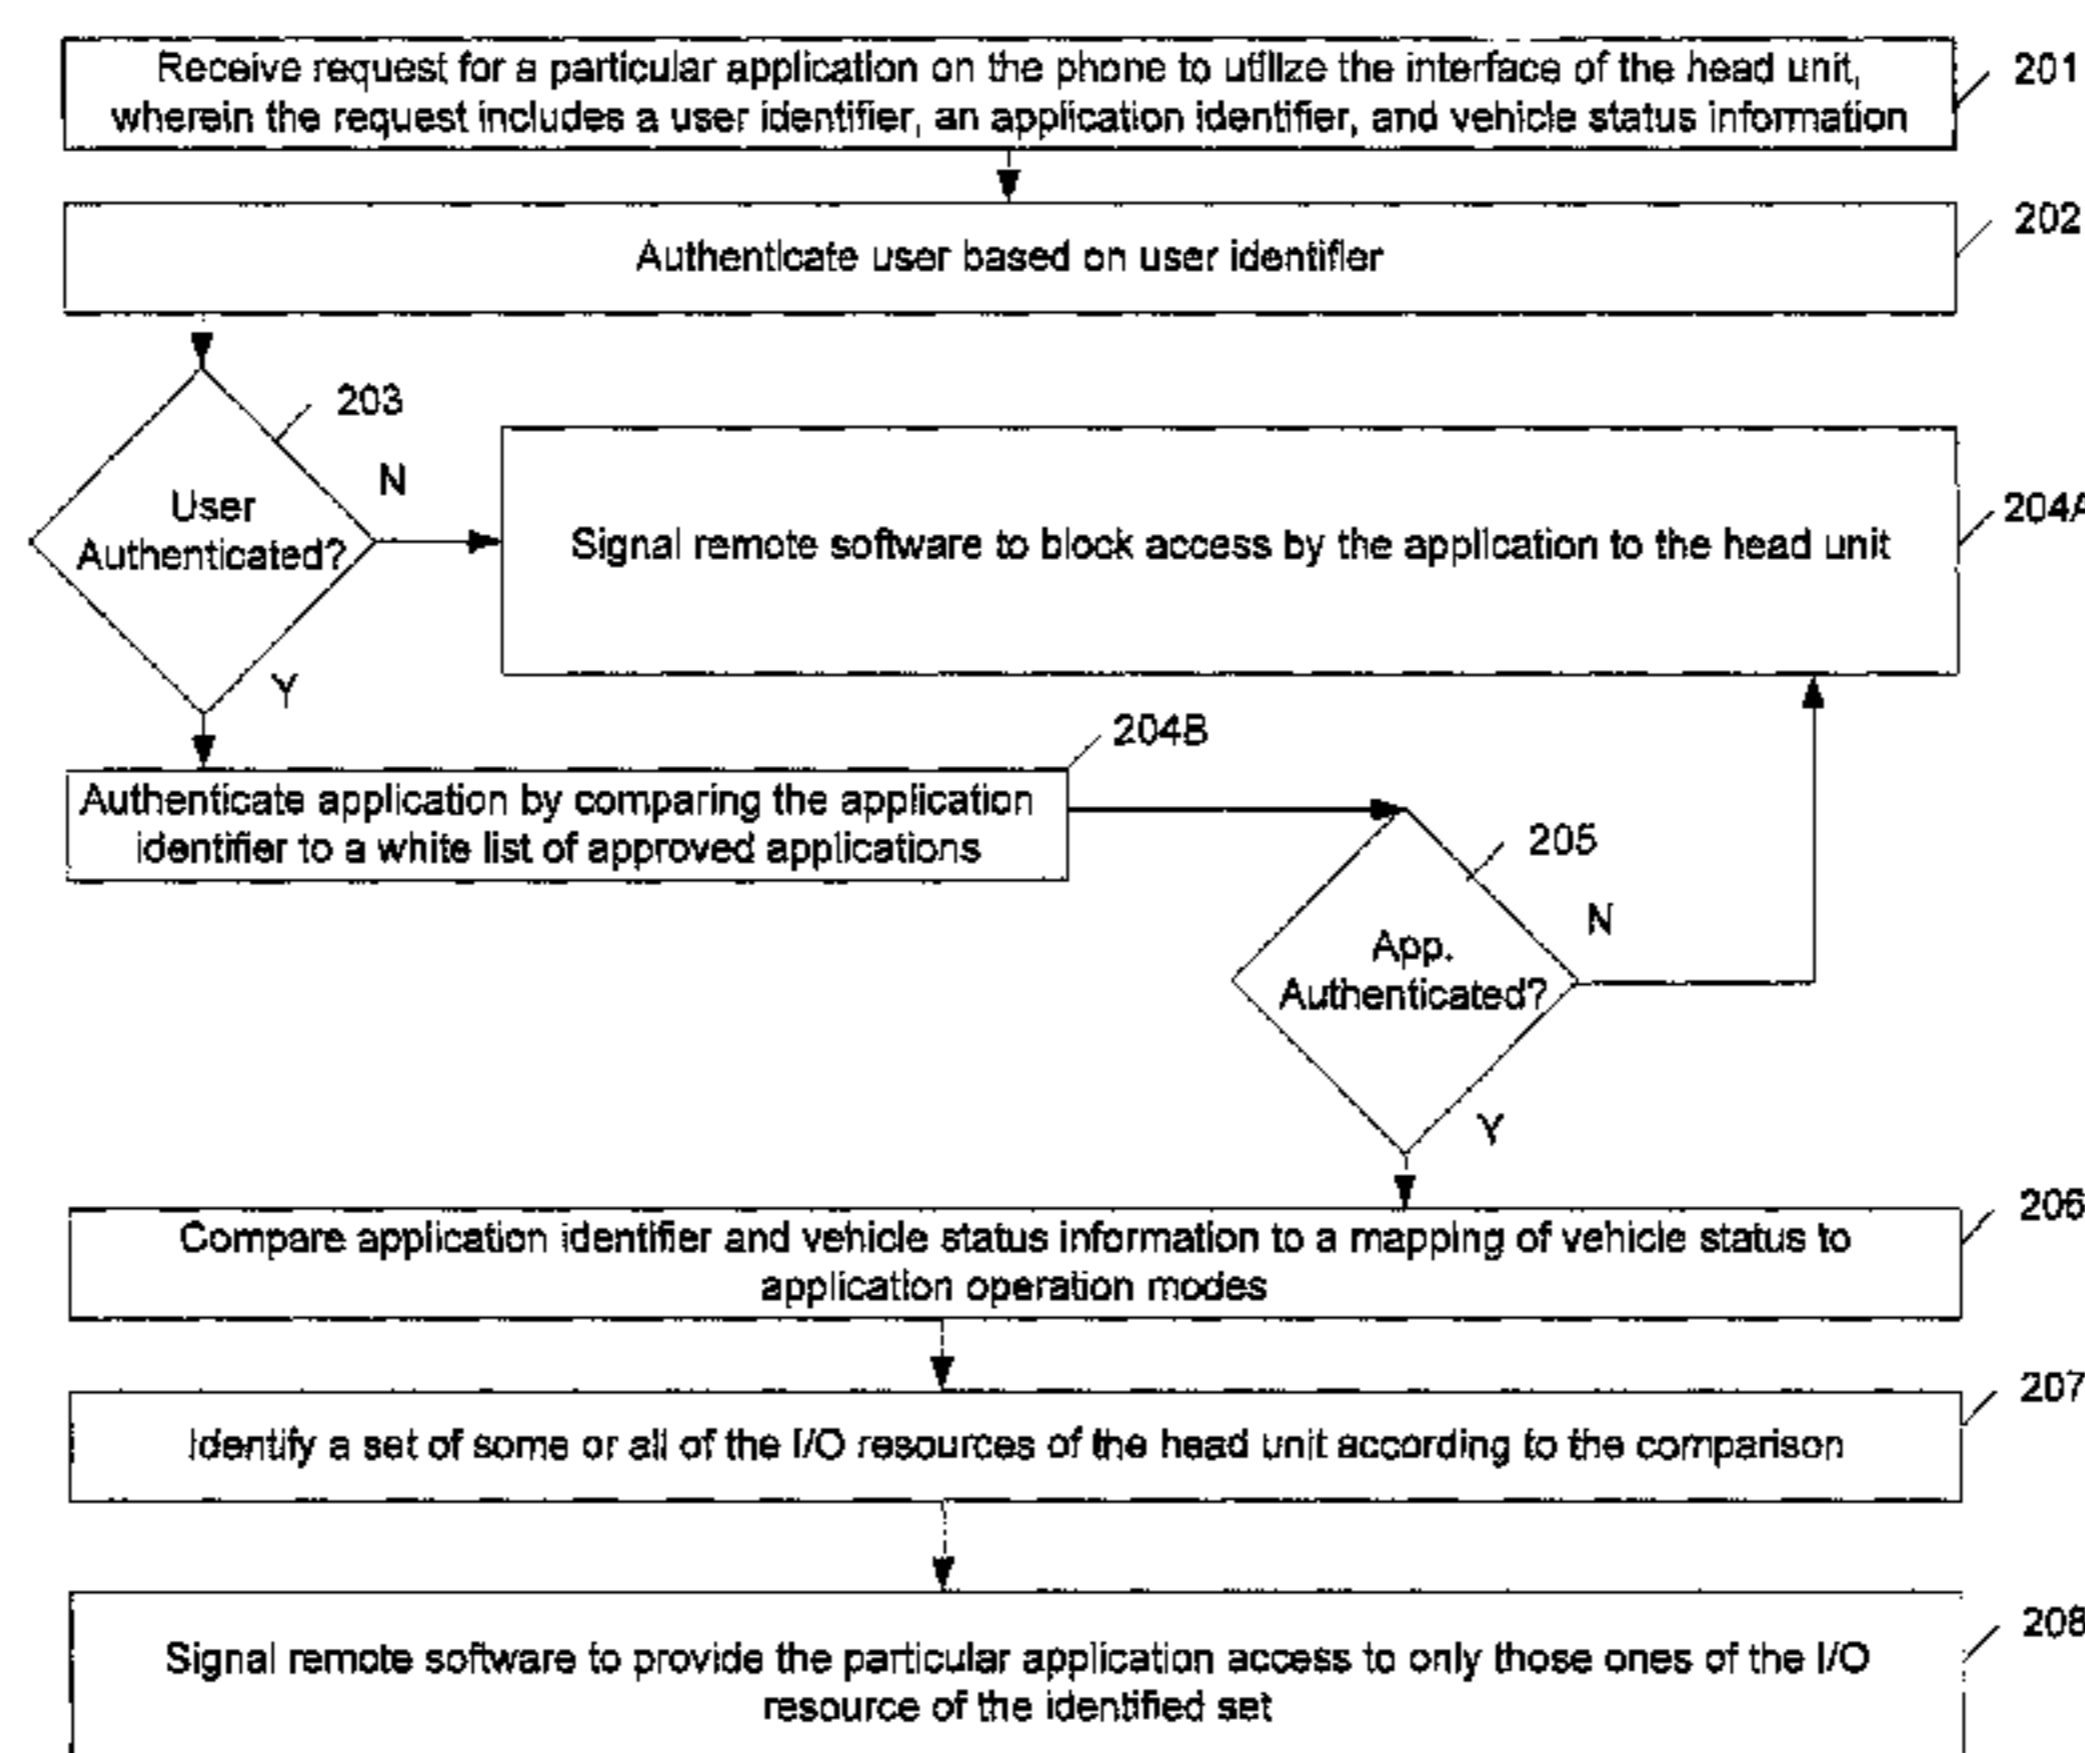 Receive request for a particular application on the phone to utilize the interface of the head unit,
wherein the request includes a user identifier, an application identifier, and vehicle status information
201
Authenticate user based on user identifier
202
203
User
Authenticated?
N
Y
Signal remote software to block access by the application to the head unit
204A
204B
Authenticate application by comparing the application
identifier to a white list of approved applications
205
App.
Authenticated?
N
Y
Compare application identifier and vehicle status information to a mapping of vehicle status to
application operation modes
206
Identify a set of some or all of the I/O resources of the head unit according to the comparison
207
Signal remote software to provide the particular application access to only those ones of the I/O
resource of the identified set
208